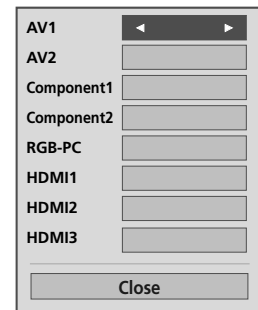 AV1
AV2
Component1
Component2
RGB-PC
HDMI1
HDMI2
HDMI3
Close